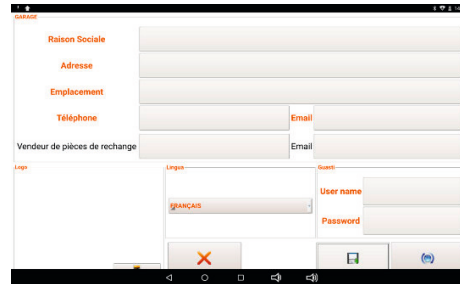 GARAGE
Raison Sociale
Adresse
Emplacement
Téléphone Email
Vendeur de pièces de rechange Email
Logo Lingua Guasti
FRANÇAIS
User name
Password